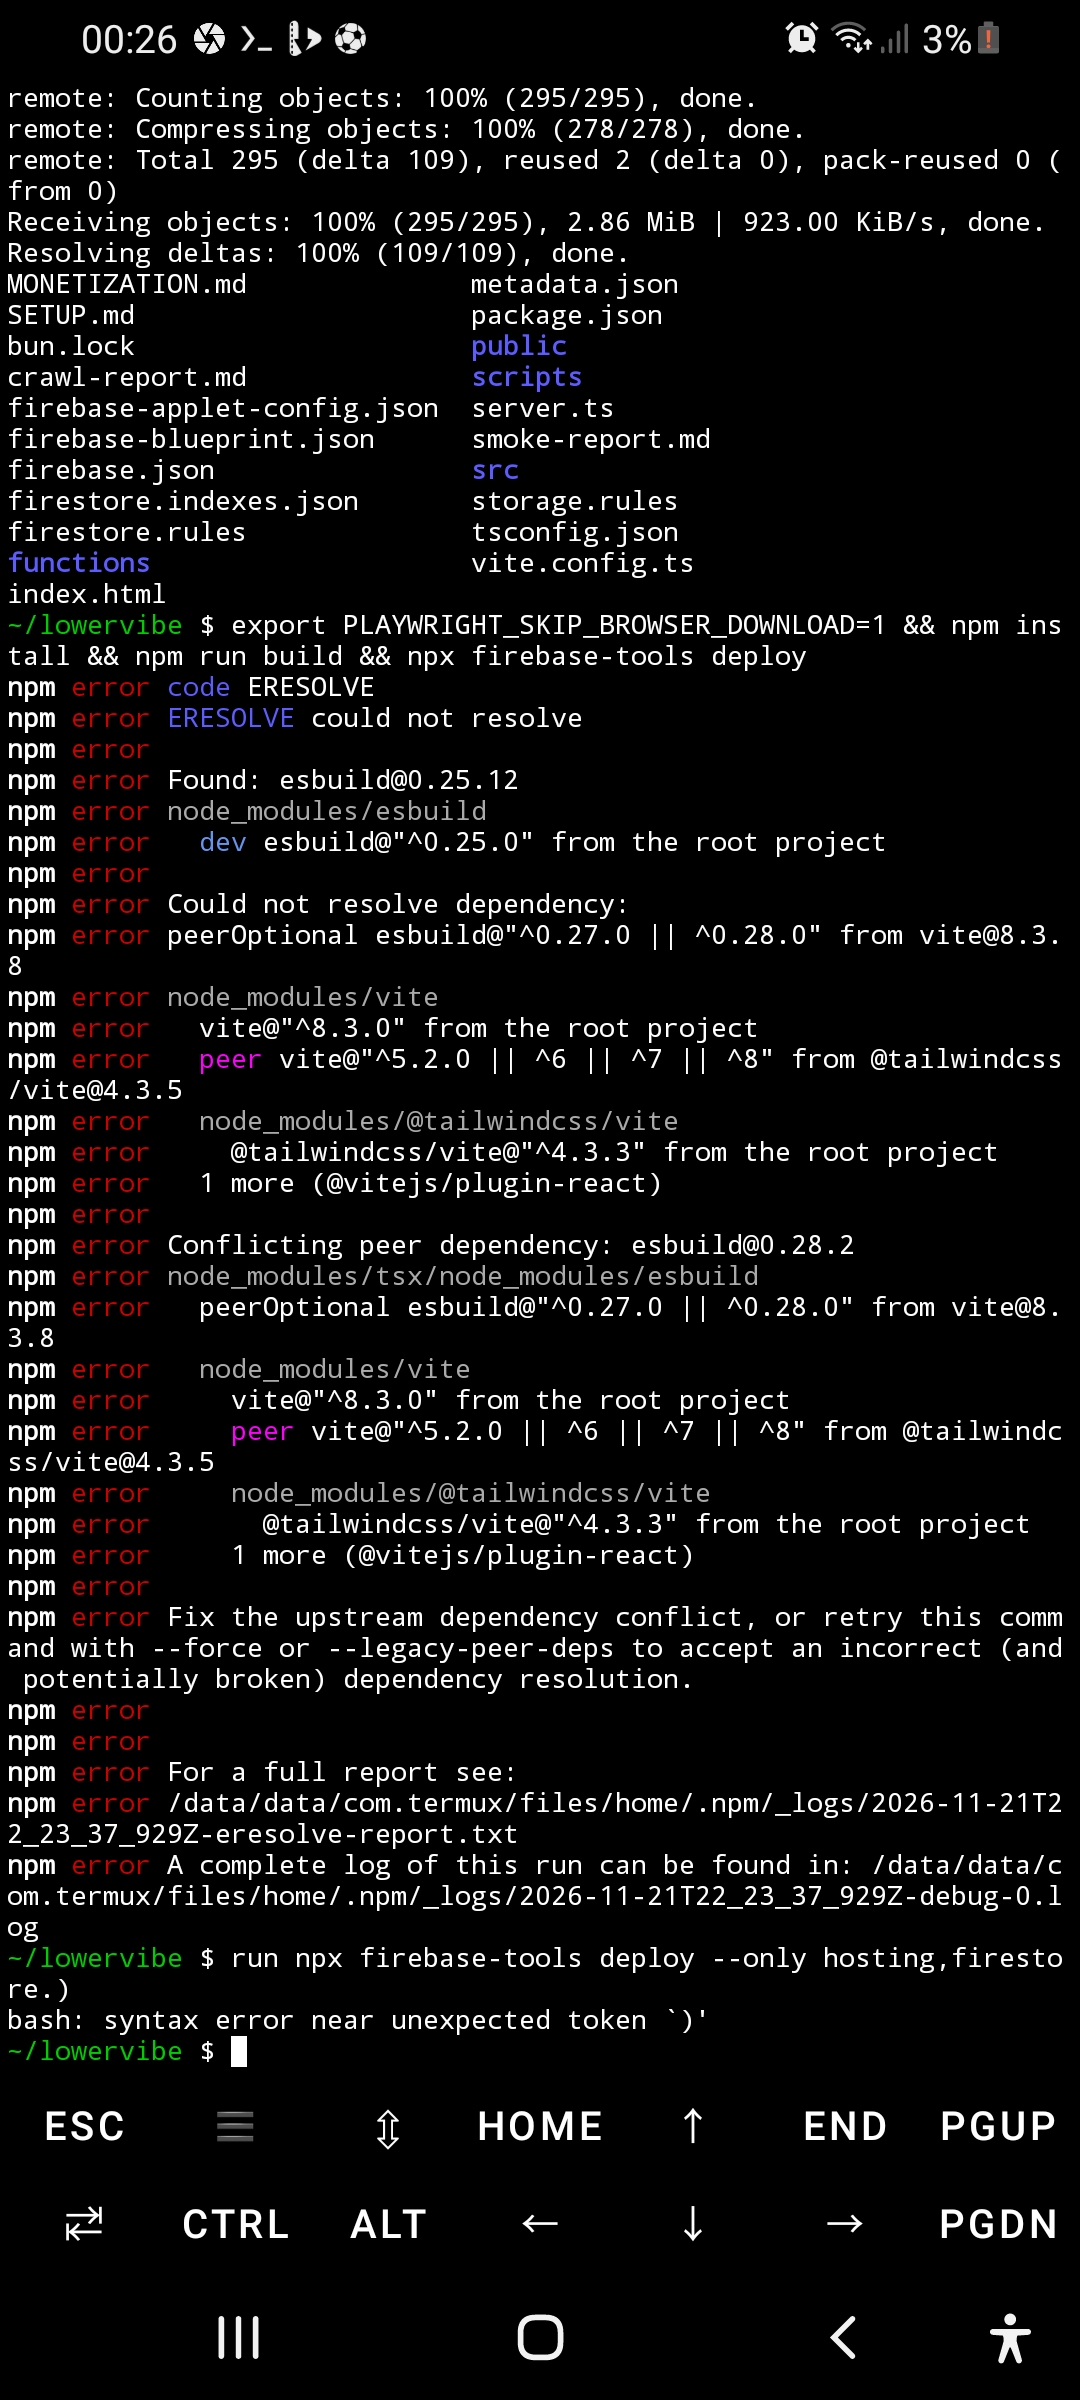 00:26 3%
remote: Counting objects: 100% (295/295), done.
remote: Compressing objects: 100% (278/278), done.
remote: Total 295 (delta 109), reused 2 (delta 0), pack-reused 0 (
from 0)
Receiving objects: 100% (295/295), 2.86 MiB | 923.00 KiB/s, done.
Resolving deltas: 100% (109/109), done.
MONETIZATION.md metadata.json
SETUP.md package.json
bun.lock public
crawl-report.md scripts
firebase-applet-config.json server.ts
firebase-blueprint.json smoke-report.md
firebase.json src
firestore.indexes.json storage.rules
firestore.rules tsconfig.json
functions vite.config.ts
index.html
~/lowervibe $ export PLAYWRIGHT_SKIP_BROWSER_DOWNLOAD=1 && npm ins
tall && npm run build && npx firebase-tools deploy
npm error code ERESOLVE
npm error ERESOLVE could not resolve
npm error
npm error Found: esbuild@0.25.12
npm error node_modules/esbuild
npm error   dev esbuild@"^0.25.0" from the root project
npm error
npm error Could not resolve dependency:
npm error peerOptional esbuild@"^0.27.0 || ^0.28.0" from vite@8.3.
8
npm error node_modules/vite
npm error   vite@"^8.3.0" from the root project
npm error   peer vite@"^5.2.0 || ^6 || ^7 || ^8" from @tailwindcss
/vite@4.3.5
npm error   node_modules/@tailwindcss/vite
npm error     @tailwindcss/vite@"^4.3.3" from the root project
npm error   1 more (@vitejs/plugin-react)
npm error
npm error Conflicting peer dependency: esbuild@0.28.2
npm error node_modules/tsx/node_modules/esbuild
npm error   peerOptional esbuild@"^0.27.0 || ^0.28.0" from vite@8.
3.8
npm error   node_modules/vite
npm error     vite@"^8.3.0" from the root project
npm error     peer vite@"^5.2.0 || ^6 || ^7 || ^8" from @tailwindc
ss/vite@4.3.5
npm error     node_modules/@tailwindcss/vite
npm error       @tailwindcss/vite@"^4.3.3" from the root project
npm error     1 more (@vitejs/plugin-react)
npm error
npm error Fix the upstream dependency conflict, or retry this comm
and with --force or --legacy-peer-deps to accept an incorrect (and
 potentially broken) dependency resolution.
npm error
npm error
npm error For a full report see:
npm error /data/data/com.termux/files/home/.npm/_logs/2026-11-21T2
2_23_37_929Z-eresolve-report.txt
npm error A complete log of this run can be found in: /data/data/c
om.termux/files/home/.npm/_logs/2026-11-21T22_23_37_929Z-debug-0.l
og
~/lowervibe $ run npx firebase-tools deploy --only hosting,firesto
re.)
bash: syntax error near unexpected token `)'
~/lowervibe $
ESC ☰ ⇳ HOME ↑ END PGUP
CTRL ALT ← ↓ → PGDN